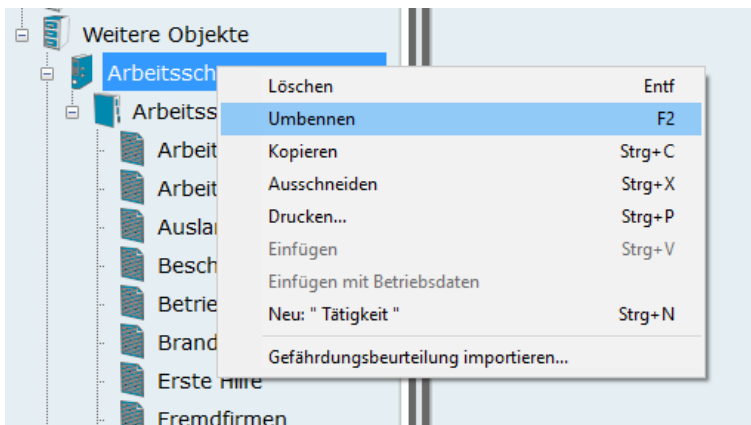 Weitere Objekte
Arbeitssch
Löschen Entf
Arbeitss
Umbennen F2
Arbeit
Kopieren Strg+C
Arbeit
Ausschneiden Strg+X
Drucken... Strg+P
Einfügen Strg+V
Besch
Einfügen mit Betriebsdaten
Betrie
Neu: " Tätigkeit " Strg+N
Brand
Gefährdungsbeurteilung importieren...
Erste Hilfe
Fremdfirmen